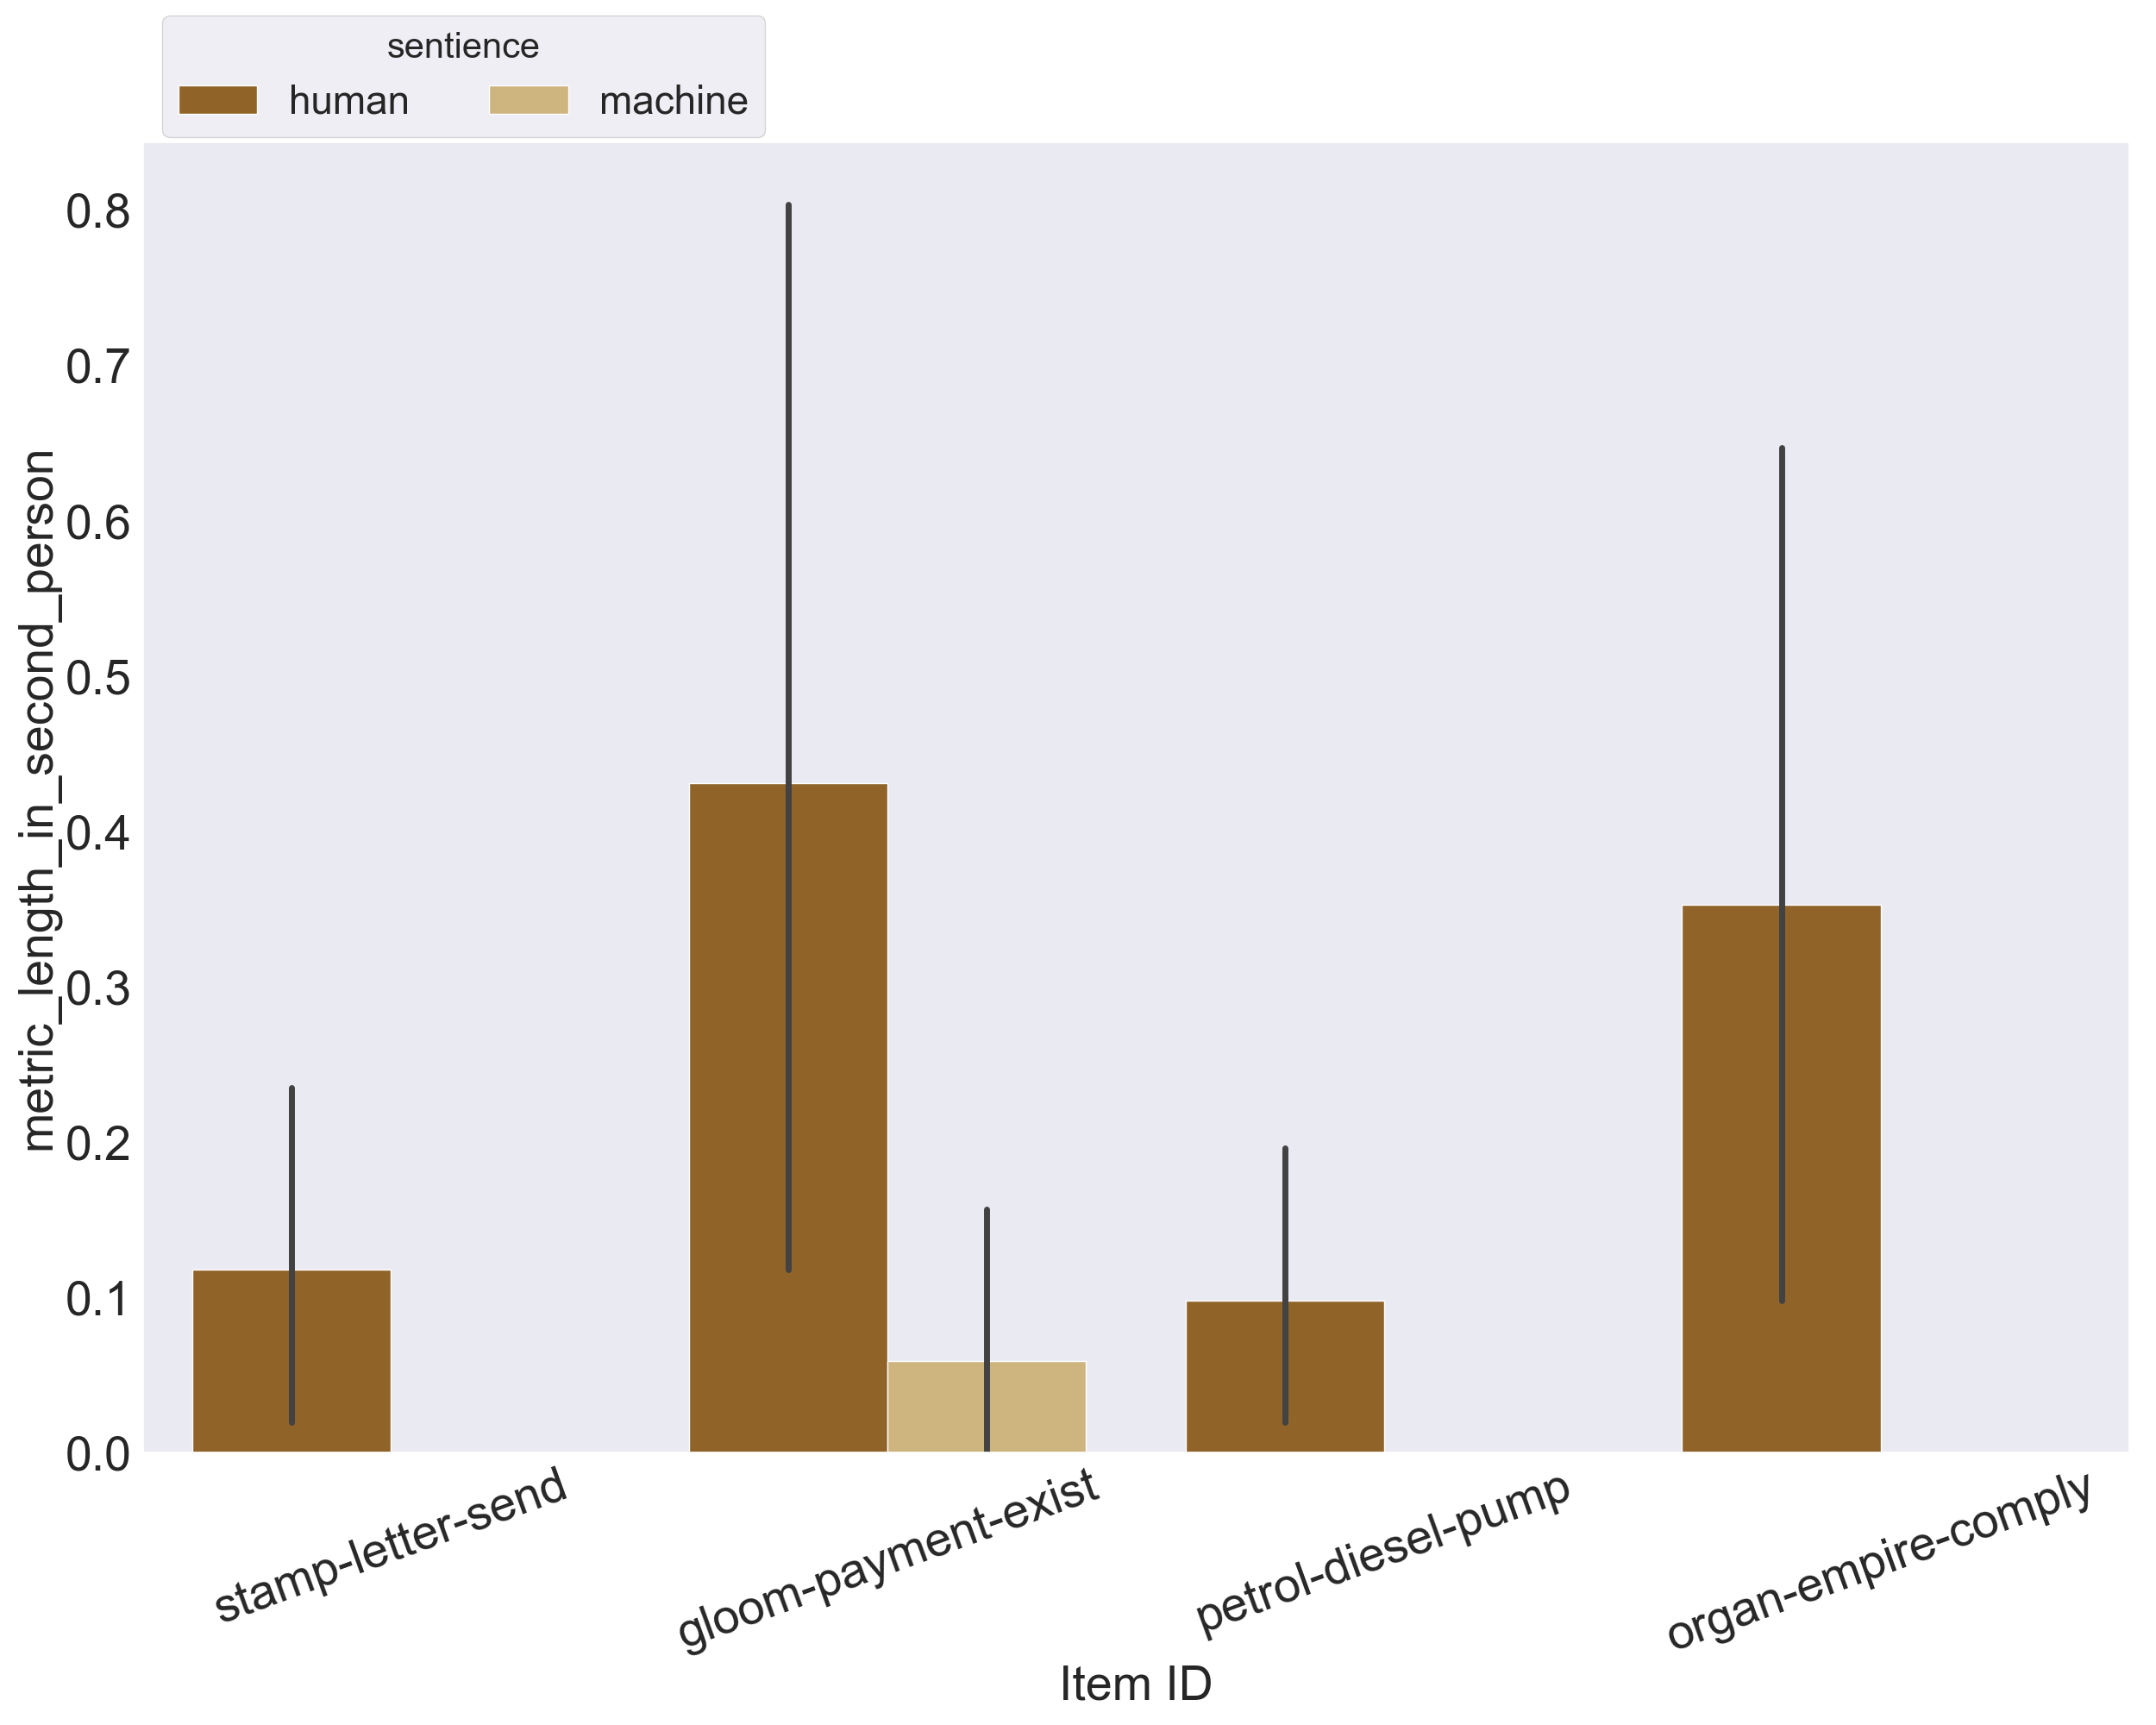 sentience
human machine
metric_length_in_second_person
0.8
0.7
0.6
0.5
0.4
0.3
0.2
0.1
0.0
stamp-letter-send
gloom-payment-exist
petrol-diesel-pump
organ-empire-comply
Item ID